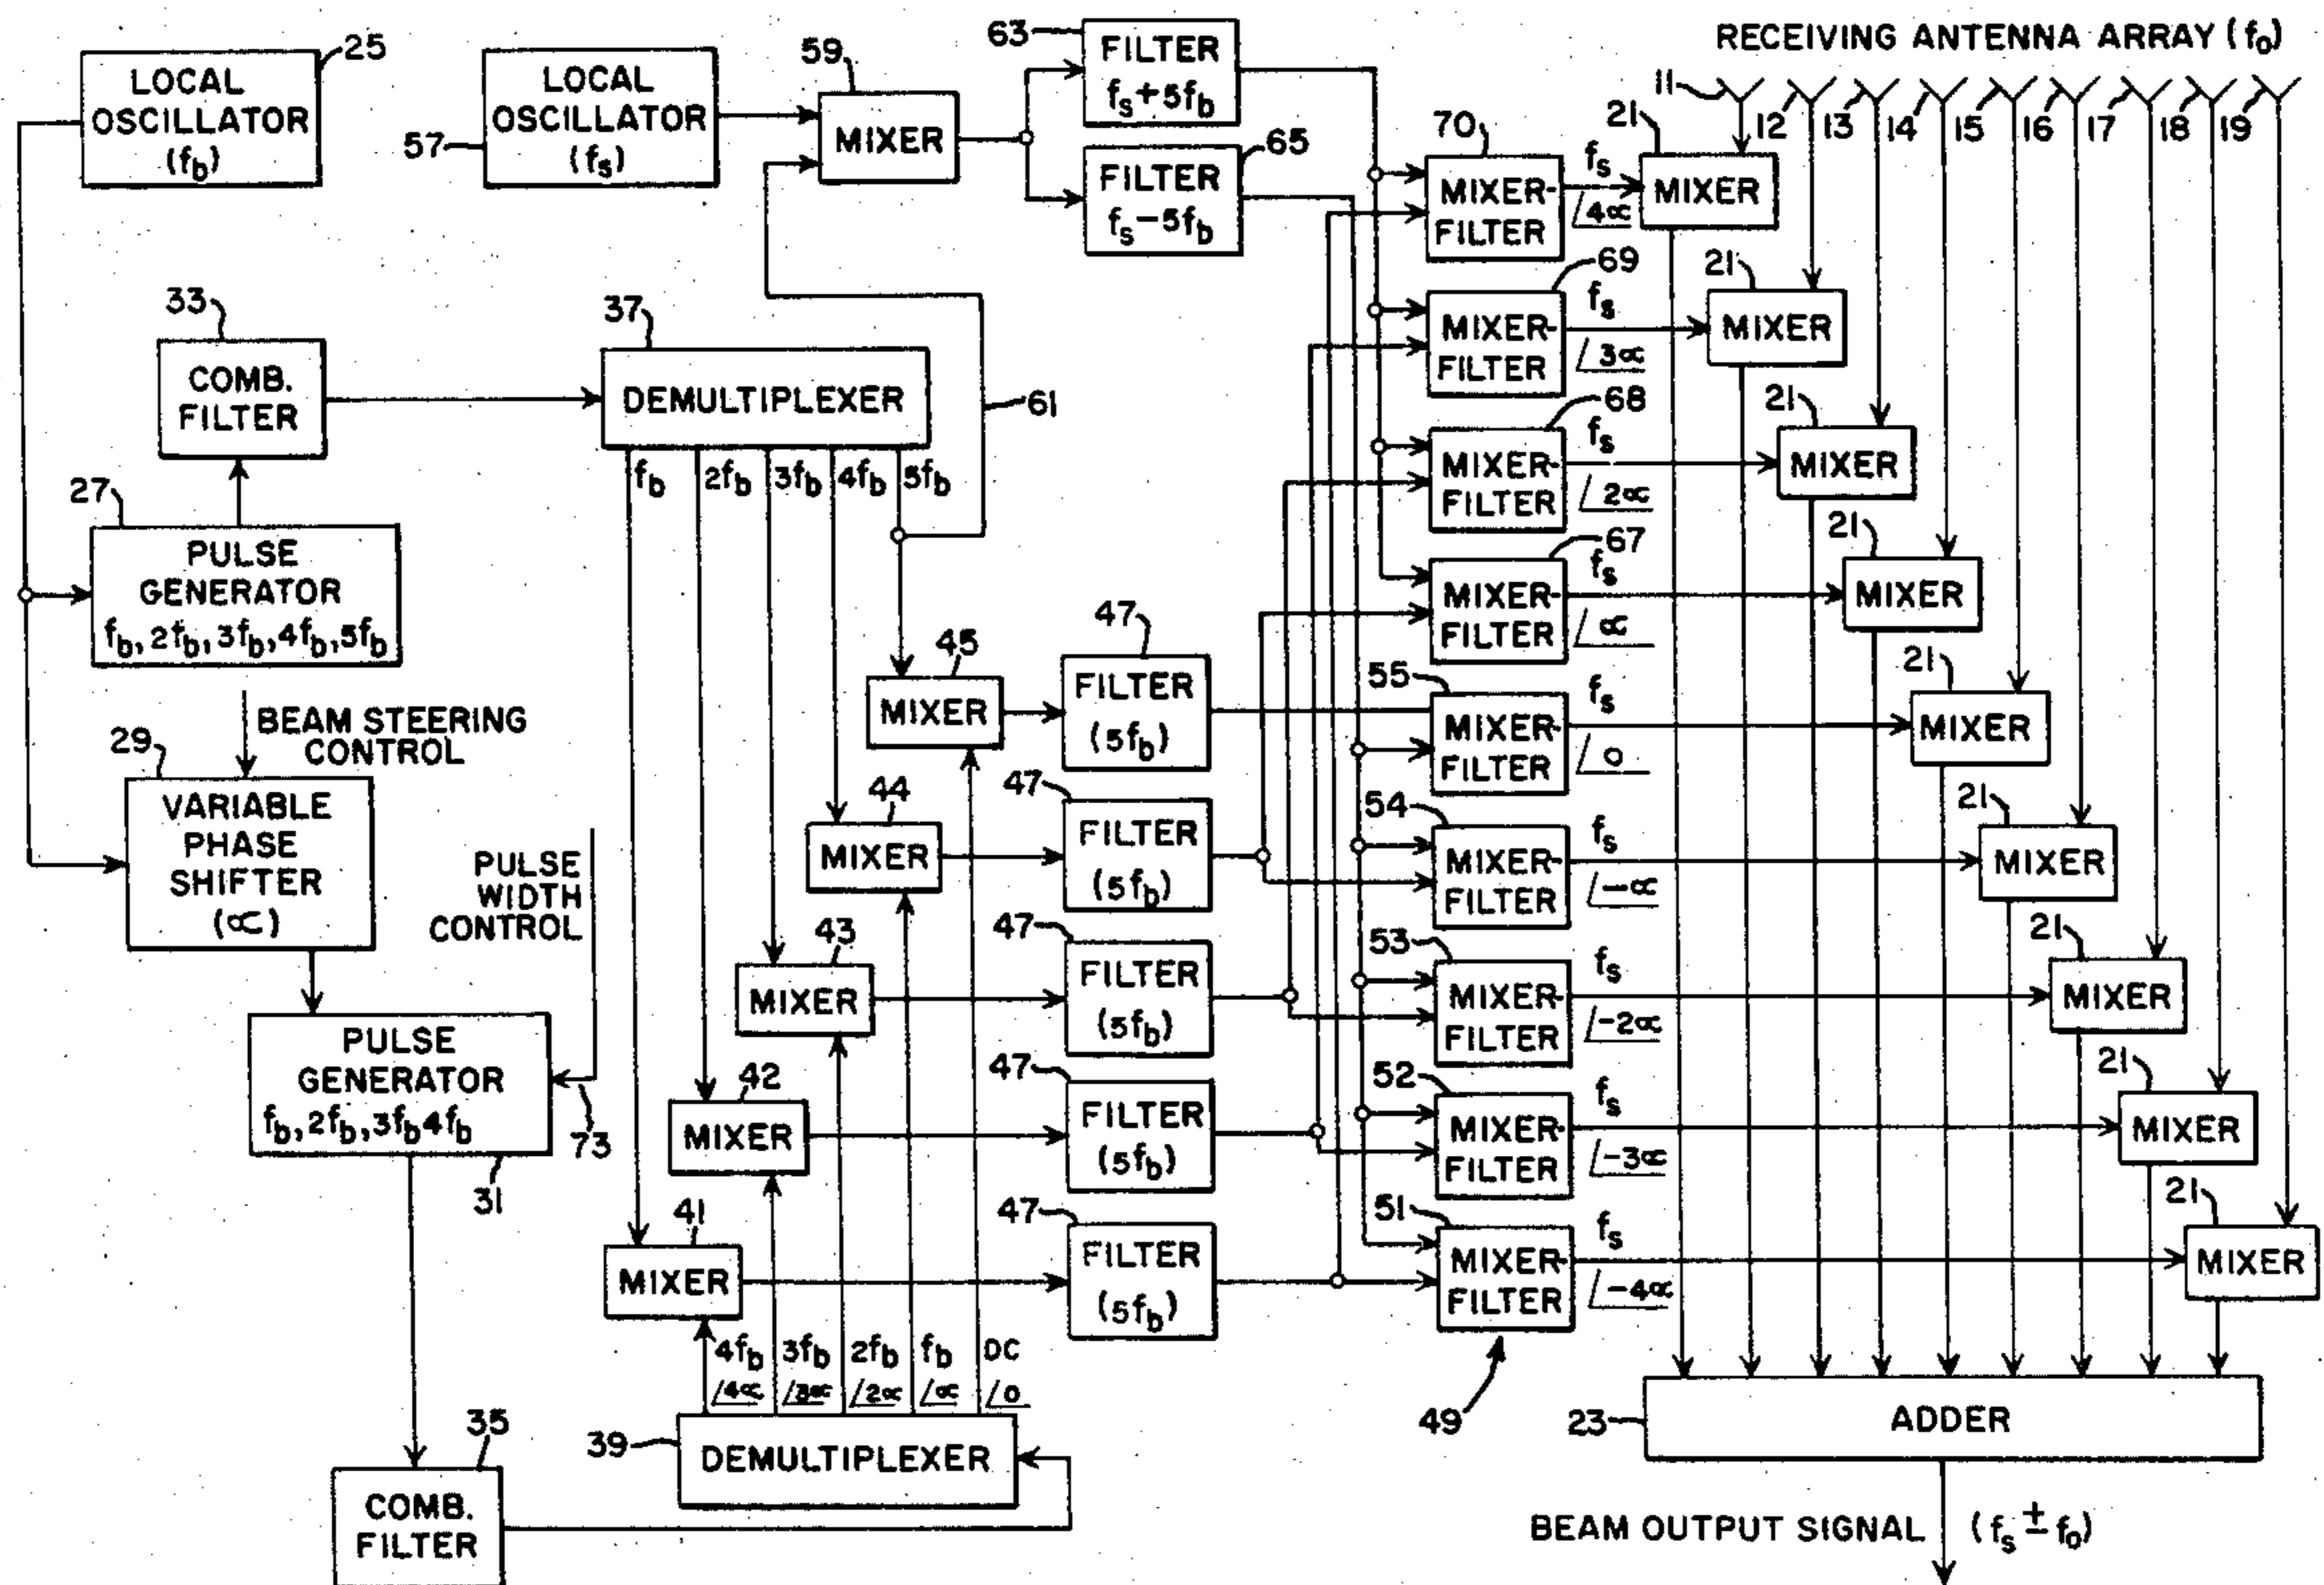 RECEIVING ANTENNA ARRAY (fo)
25
LOCAL
OSCILLATOR
(fb)
57
LOCAL
OSCILLATOR
(fs)
59
MIXER
63
FILTER
fs+5fb
65
FILTER
fs-5fb
11
12
13
14
15
16
17
18
19
33
COMB.
FILTER
37
DEMULTIPLEXER
61
fb
2fb
3fb
4fb
5fb
27
PULSE
GENERATOR
fb, 2fb, 3fb, 4fb, 5fb
BEAM STEERING
CONTROL
29
VARIABLE
PHASE
SHIFTER
(∝)
PULSE
WIDTH
CONTROL
PULSE
GENERATOR
fb, 2fb, 3fb 4fb
73
31
35
COMB.
FILTER
45
MIXER
44
MIXER
43
MIXER
42
MIXER
41
MIXER
47
FILTER
(5fb)
47
FILTER
(5fb)
47
FILTER
(5fb)
47
FILTER
(5fb)
47
FILTER
(5fb)
4fb
3fb
2fb
fb
DC
∠4∝
∠3∝
∠2∝
∠∝
∠0
39
DEMULTIPLEXER
70
MIXER-
FILTER
fs
∠4∝
21
MIXER
69
MIXER-
FILTER
fs
∠3∝
21
MIXER
68
MIXER-
FILTER
fs
∠2∝
21
MIXER
67
MIXER-
FILTER
fs
∠∝
21
MIXER
55
MIXER-
FILTER
fs
∠0
21
MIXER
54
MIXER-
FILTER
fs
∠-∝
21
MIXER
53
MIXER-
FILTER
fs
∠-2∝
21
MIXER
52
MIXER-
FILTER
fs
∠-3∝
21
MIXER
51
MIXER-
FILTER
fs
∠-4∝
21
MIXER
49
23
ADDER
BEAM OUTPUT SIGNAL (fs ± fo)